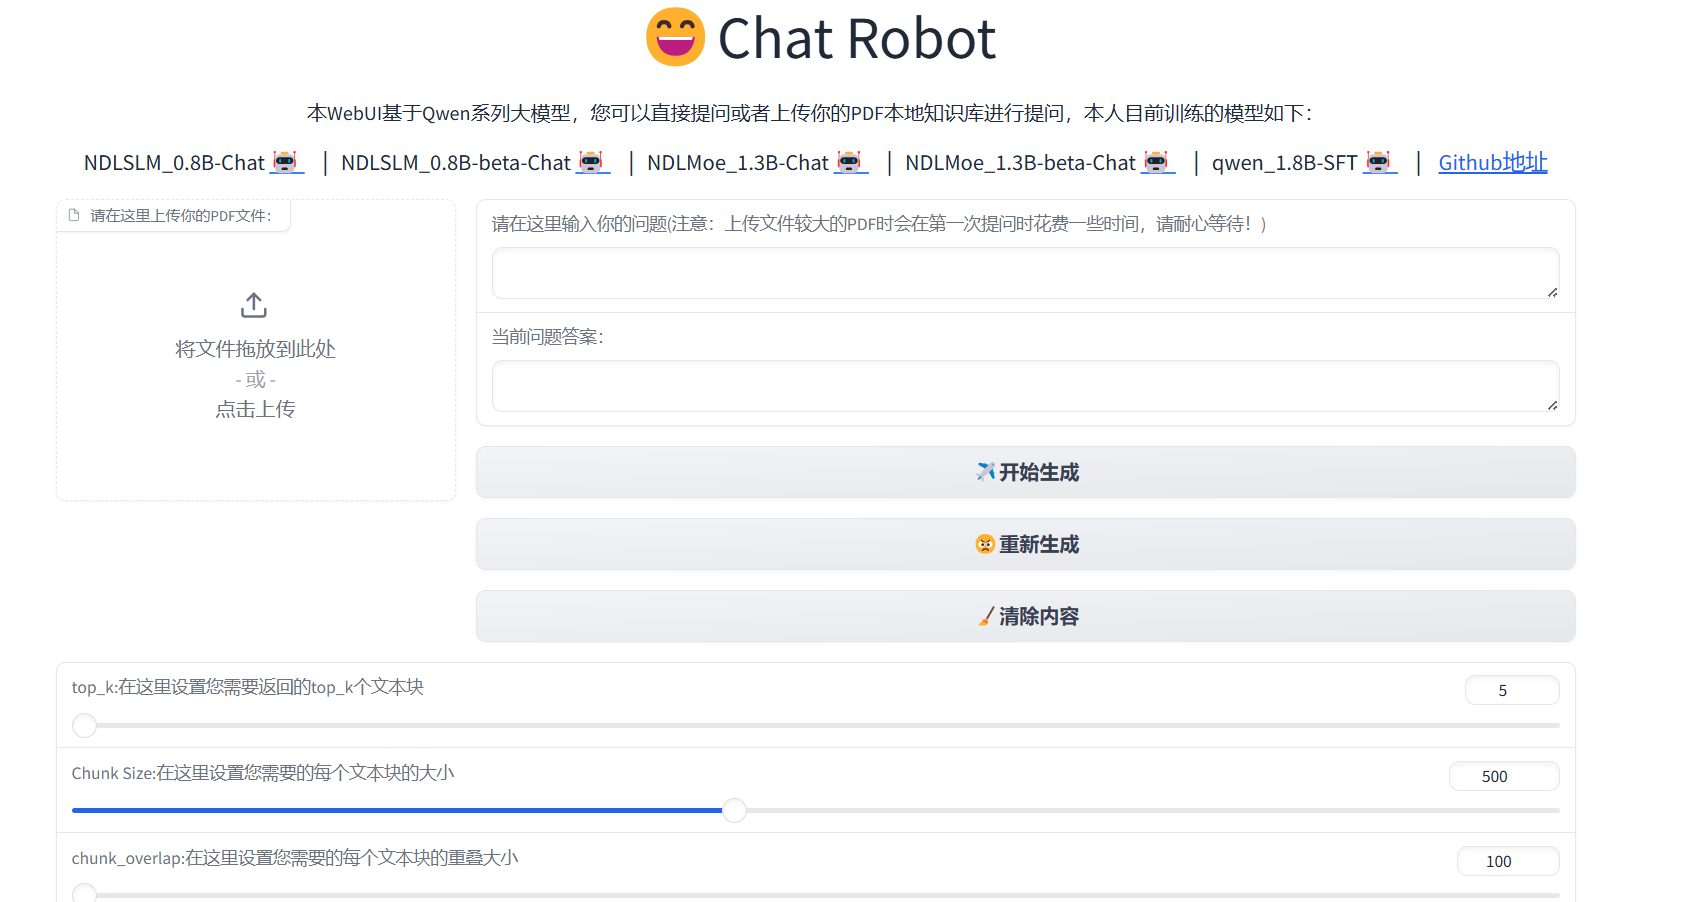 😄 Chat Robot
本WebUI基于Qwen系列大模型，您可以直接提问或者上传你的PDF本地知识库进行提问，本人目前训练的模型如下：
NDLSLM_0.8B-Chat 🤖 | NDLSLM_0.8B-beta-Chat 🤖 | NDLMoe_1.3B-Chat 🤖 | NDLMoe_1.3B-beta-Chat 🤖 | qwen_1.8B-SFT 🤖 | Github地址
请在这里上传你的PDF文件：
将文件拖放到此处
- 或 -
点击上传
请在这里输入你的问题(注意：上传文件较大的PDF时会在第一次提问时花费一些时间，请耐心等待！)
当前问题答案：
✈️开始生成
😡重新生成
🧹清除内容
top_k:在这里设置您需要返回的top_k个文本块
5
Chunk Size:在这里设置您需要的每个文本块的大小
500
chunk_overlap:在这里设置您需要的每个文本块的重叠大小
100